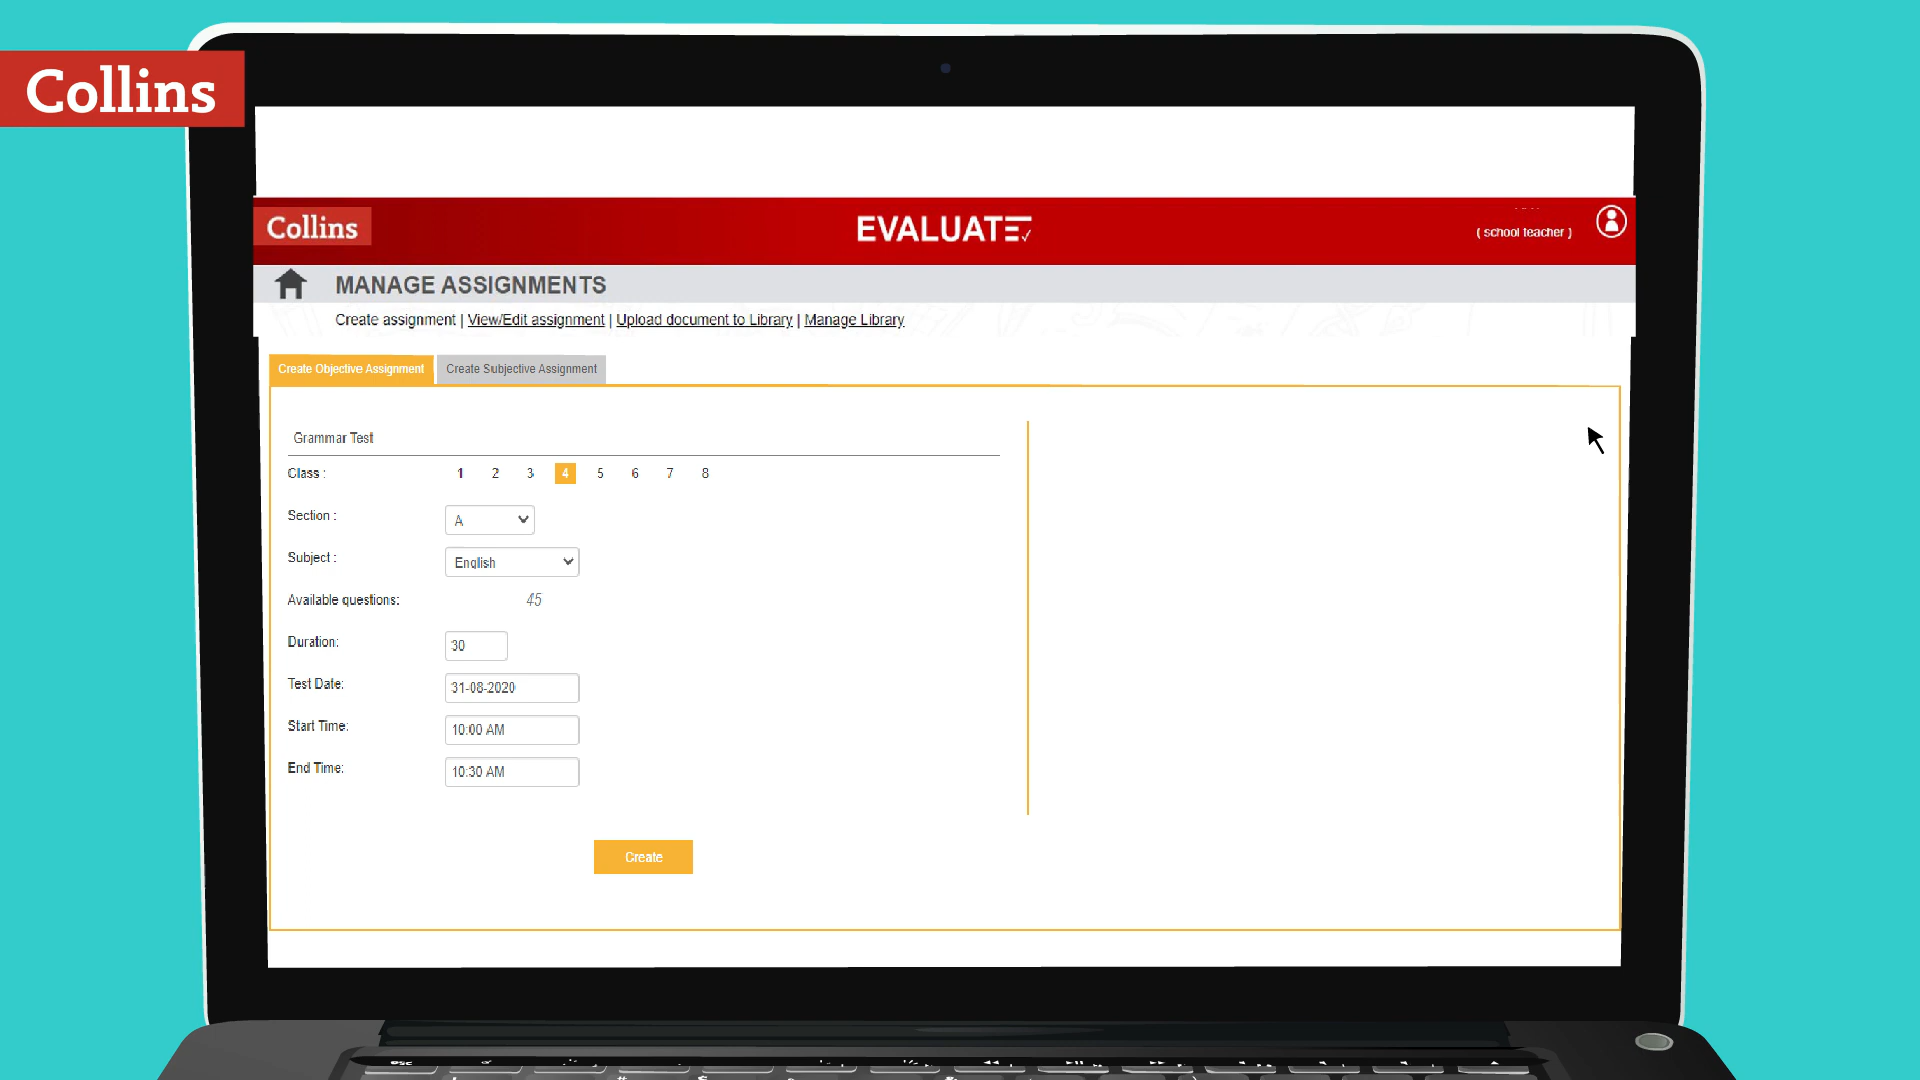 Collins
Collins
EVALUATE
( school teacher )
MANAGE ASSIGNMENTS
Create assignment | View/Edit assignment | Upload document to Library | Manage Library
Create Objective Assignment
Create Subjective Assignment
Grammar Test
Class : 1 2 3 4 5 6 7 8
Section : A
Subject : English
Available questions: 45
Duration: 30
Test Date: 31-08-2020
Start Time: 10:00 AM
End Time: 10:30 AM
Create